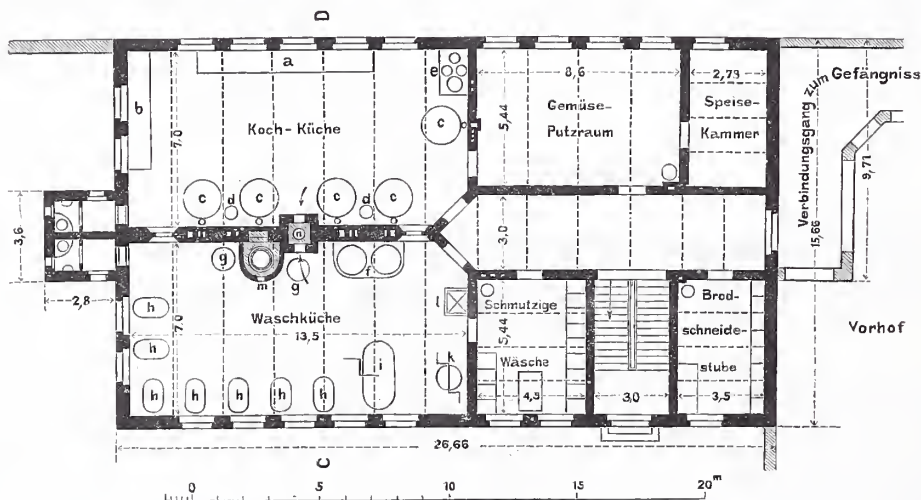 D
a
b
7,0
Koch-Küche
e
c
8,6
5,44
Gemüse-
Putzraum
2,73
Speise-
Kammer
Verbindungsgang zum Gefängniss
15,66
9,71
c
d
c
c
d
c
n
3,6
2,8
3,0
g
m
g
f
l
h
7,0
Waschküche
13,5
h
h
h
h
h
h
i
k
Schmutzige
5,44
Wäsche
4,3
3,0
Brod-
schneide-
stube
3,5
Vorhof
26,66
C
0
5
10
15
20m